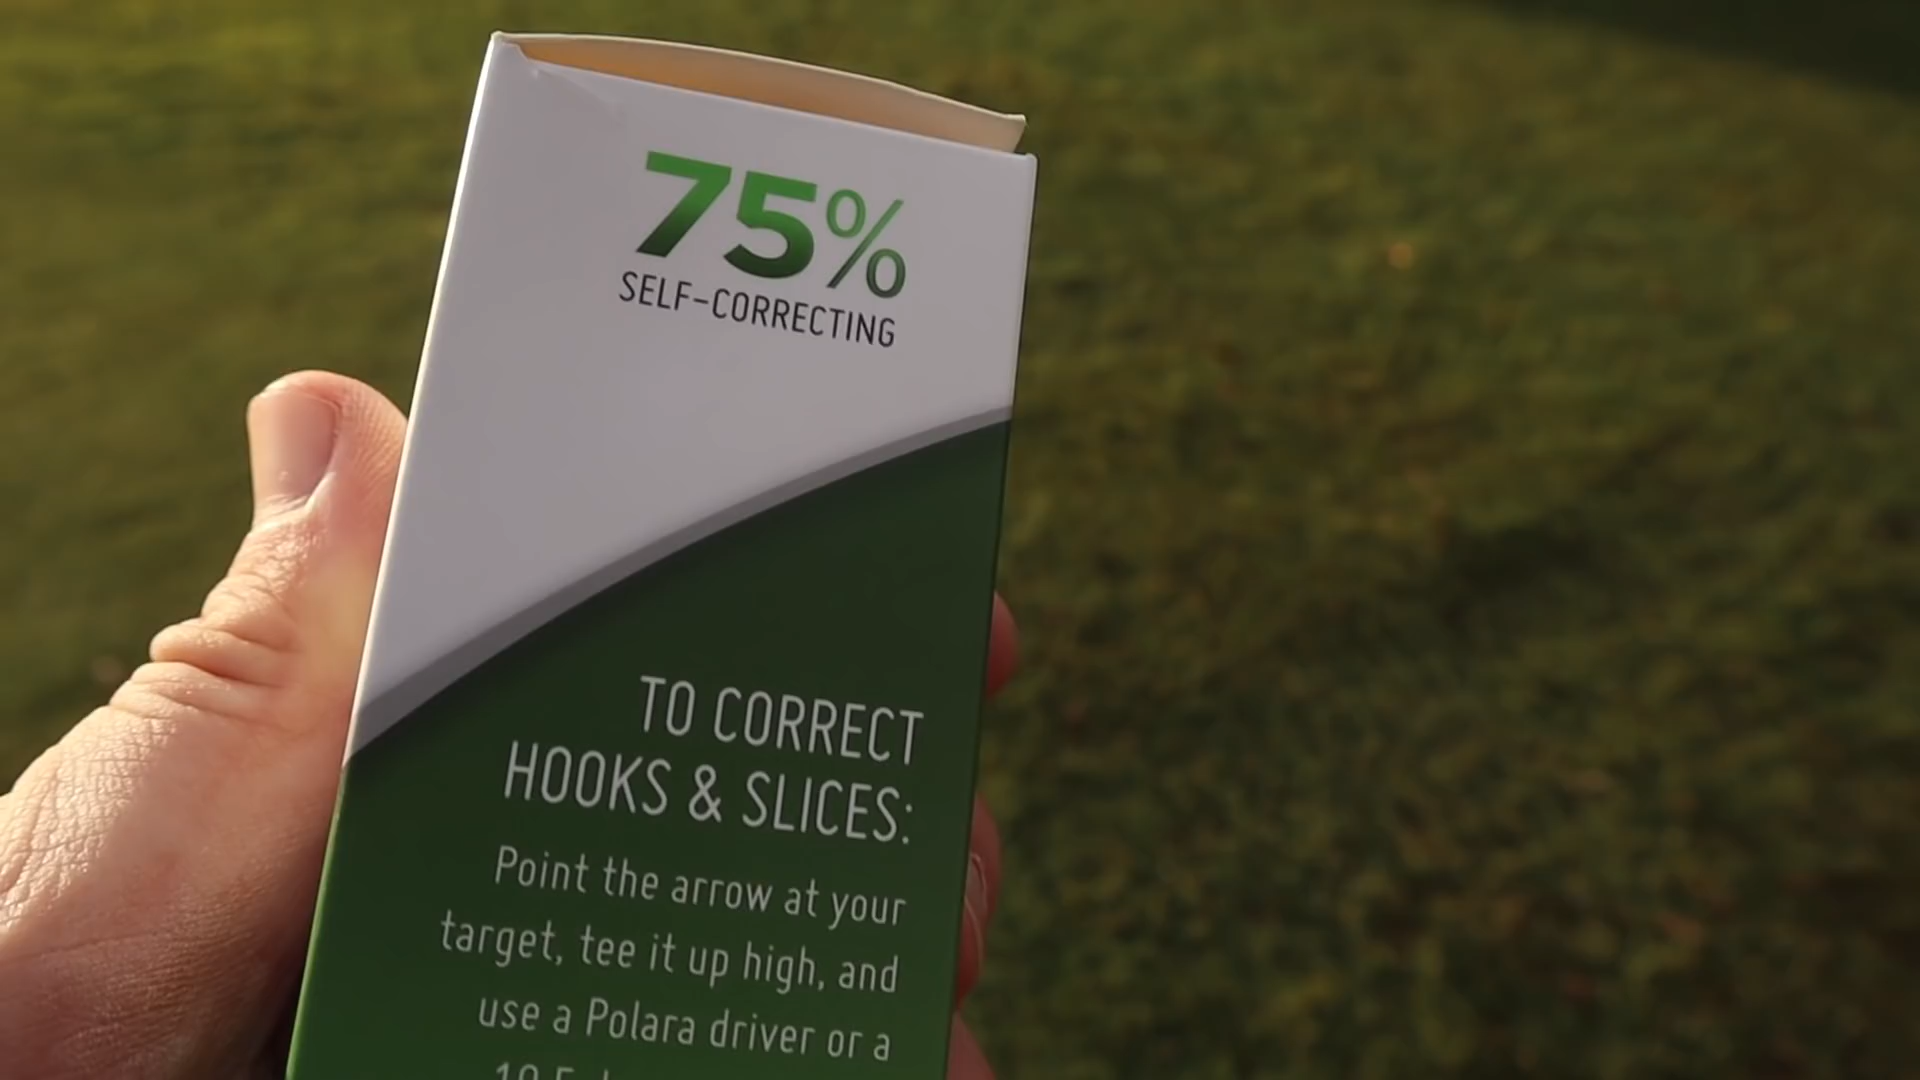 75%
SELF-CORRECTING
TO CORRECT
HOOKS & SLICES:
Point the arrow at your
target, tee it up high, and
use a Polara driver or a